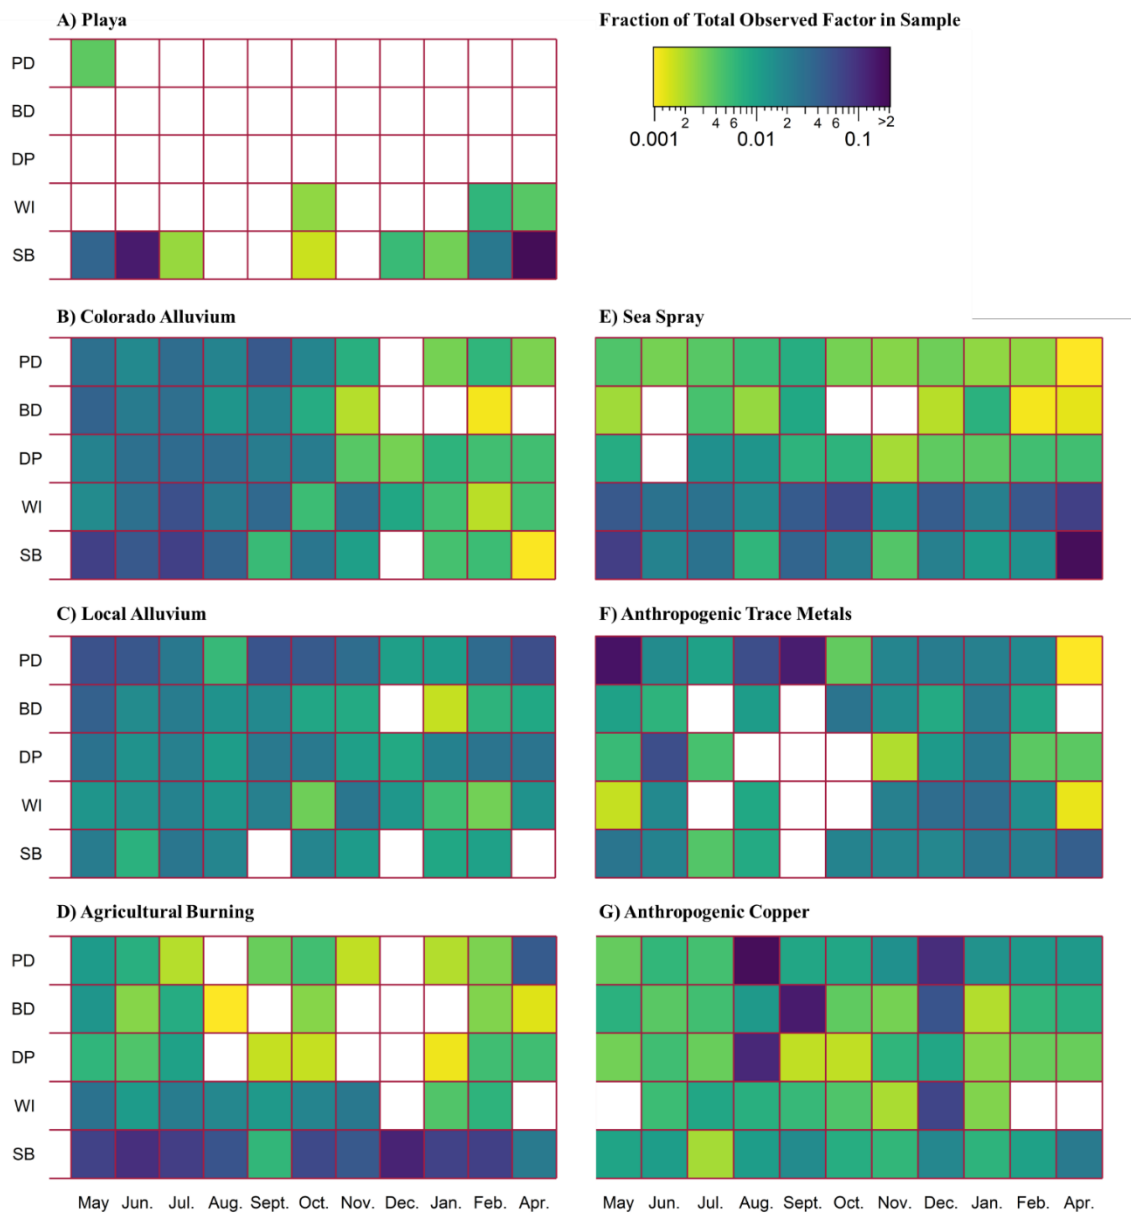 A) Playa
Fraction of Total Observed Factor in Sample
2 4 6 2 4 6 >2
0.001 0.01 0.1
PD
BD
DP
WI
SB
B) Colorado Alluvium
E) Sea Spray
PD
BD
DP
WI
SB
C) Local Alluvium
F) Anthropogenic Trace Metals
PD
BD
DP
WI
SB
D) Agricultural Burning
G) Anthropogenic Copper
PD
BD
DP
WI
SB
May Jun. Jul. Aug. Sept. Oct. Nov. Dec. Jan. Feb. Apr.
May Jun. Jul. Aug. Sept. Oct. Nov. Dec. Jan. Feb. Apr.